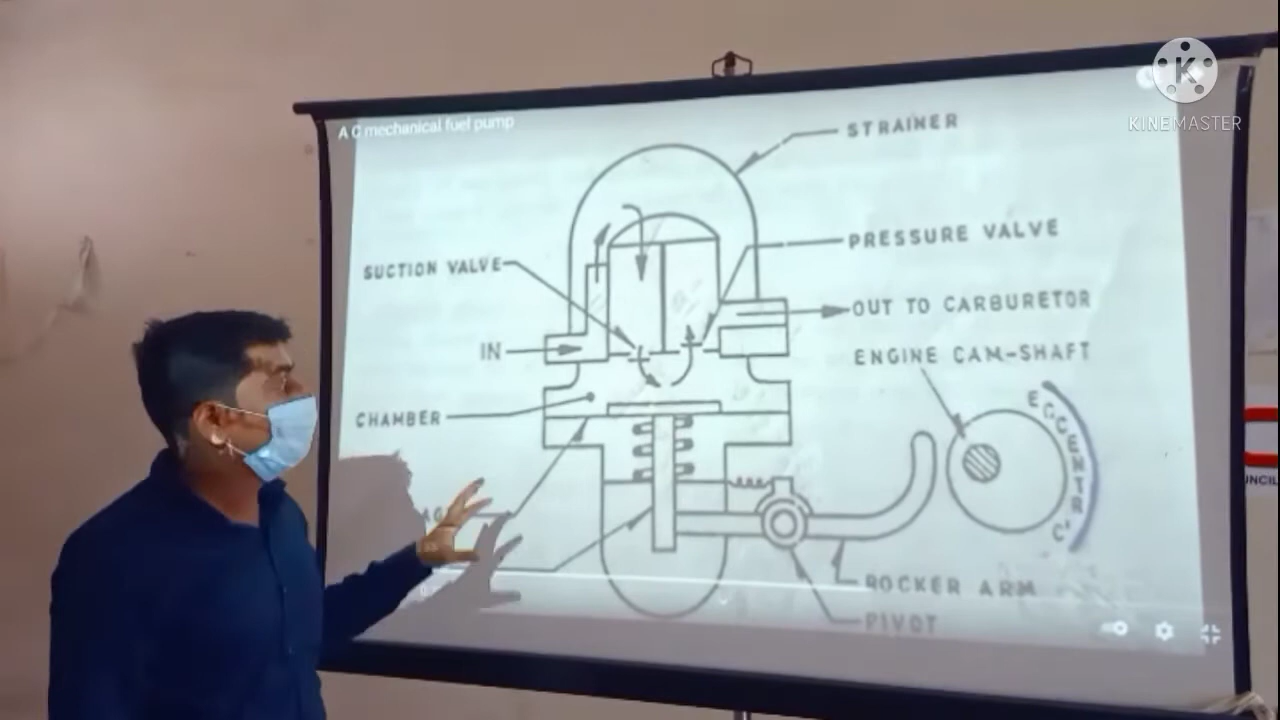 A C mechanical fuel pump
K
KINEMASTER
STRAINER
PRESSURE VALVE
SUCTION VALVE
OUT TO CARBURETOR
IN
ENGINE CAM-SHAFT
CHAMBER
ECCENTRIC
ROCKER ARM
PIVOT